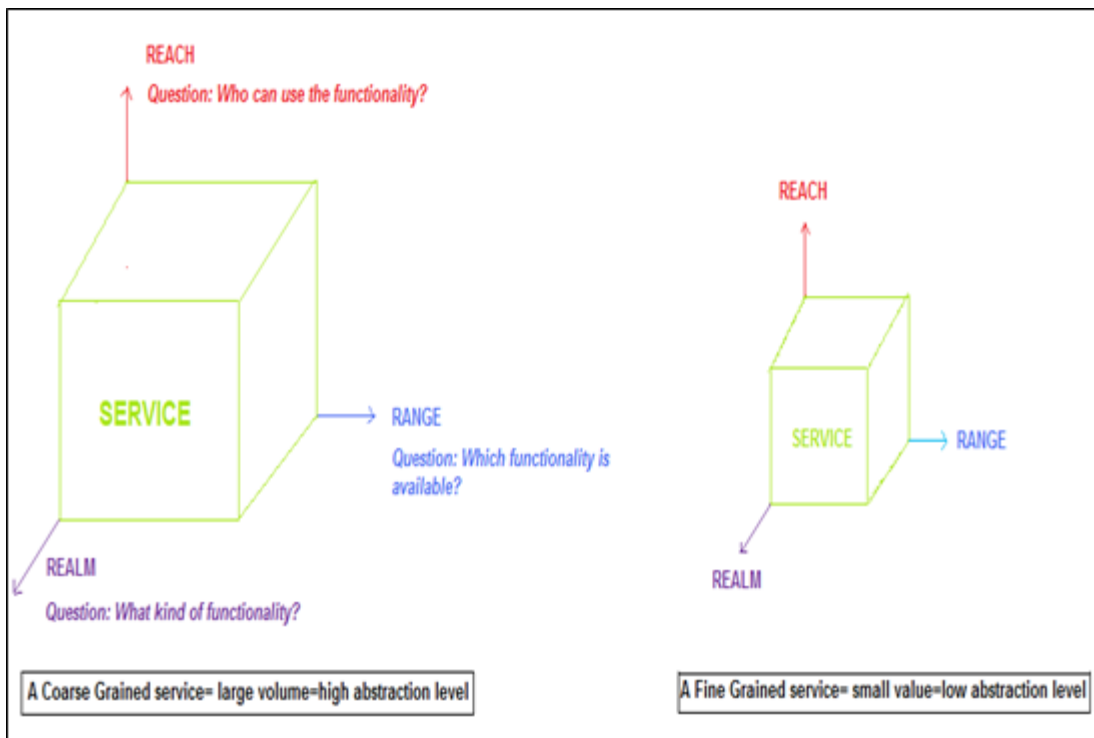 REACH
Question: Who can use the functionality?
SERVICE
RANGE
Question: Which functionality is
available?
REALM
Question: What kind of functionality?
A Coarse Grained service= large volume=high abstraction level
REACH
SERVICE
RANGE
REALM
A Fine Grained service= small value=low abstraction level